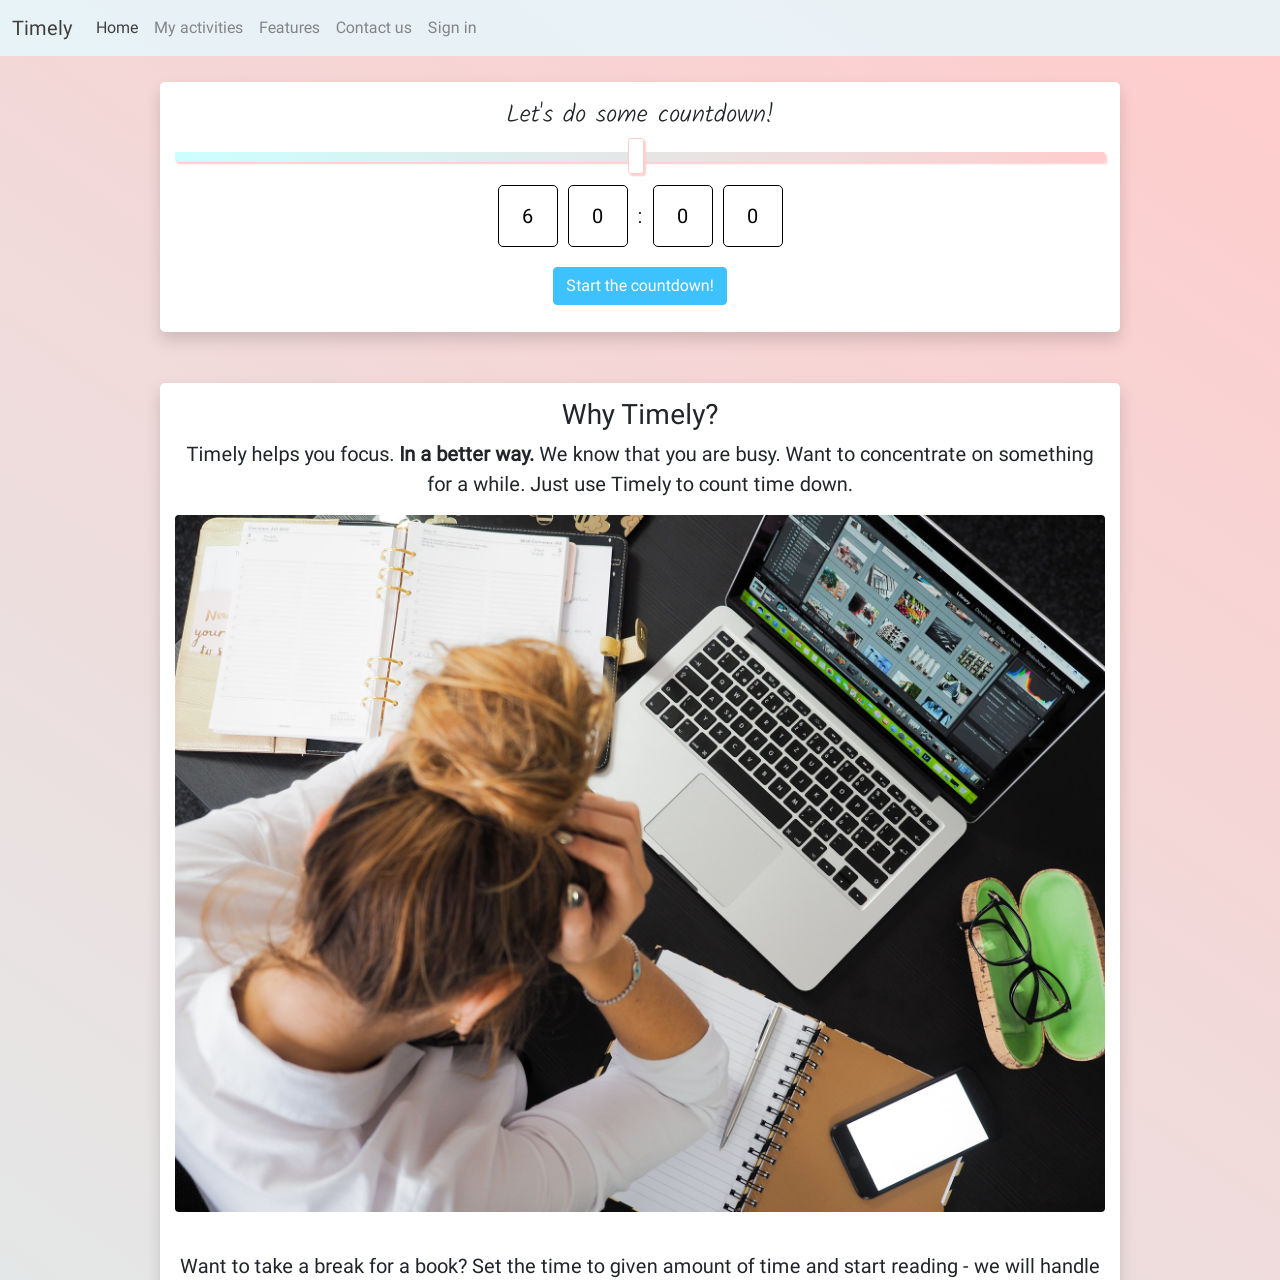 Timely Home My activities Features Contact us Sign in
Let's do some countdown!
6 0 : 0 0
Start the countdown!
Why Timely?
Timely helps you focus. In a better way. We know that you are busy. Want to concentrate on something
for a while. Just use Timely to count time down.
Want to take a break for a book? Set the time to given amount of time and start reading - we will handle